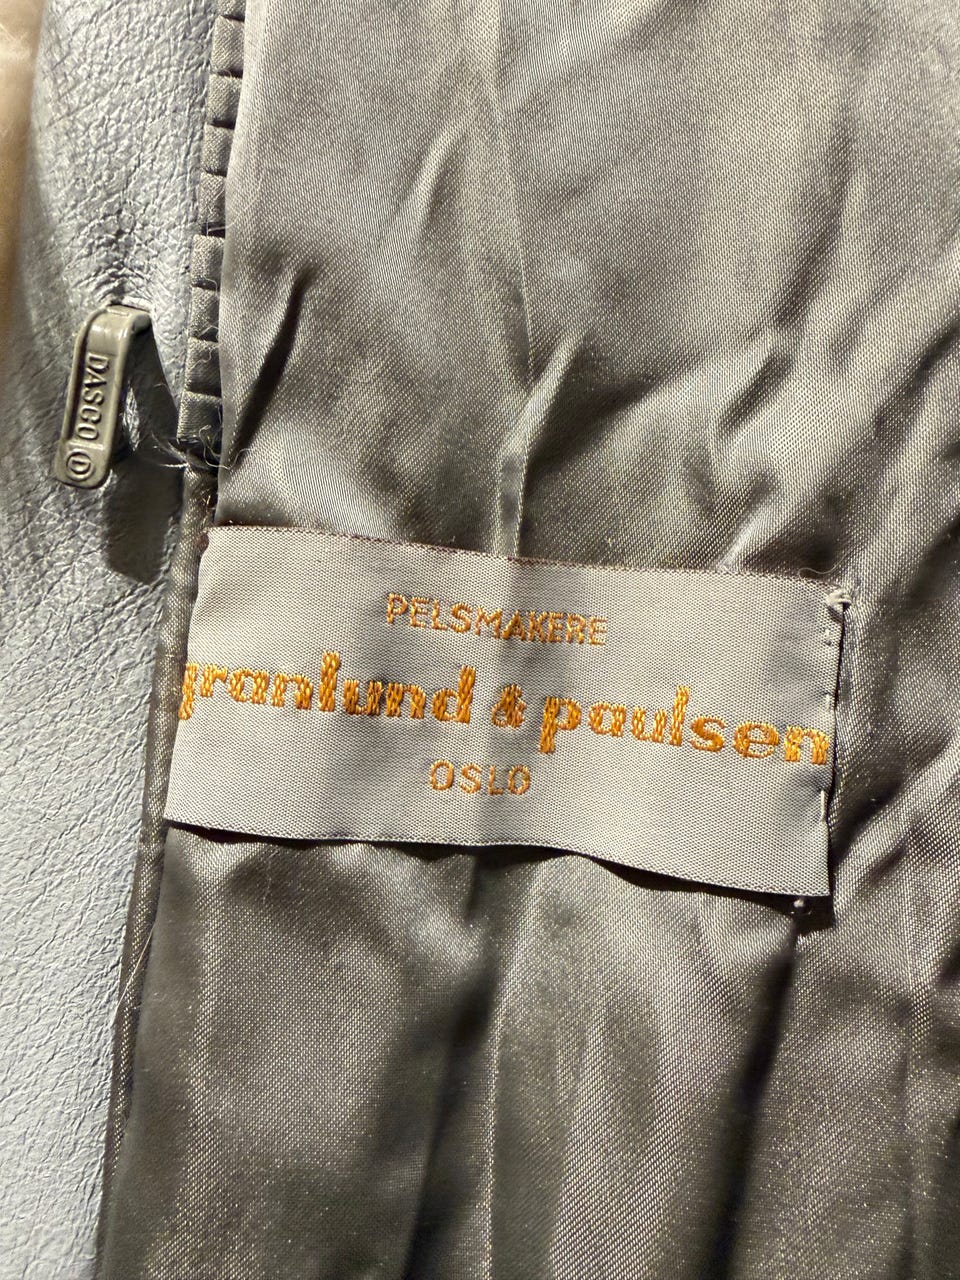 DASCO D
PELSMAKERE
granlund & paulsen
OSLO